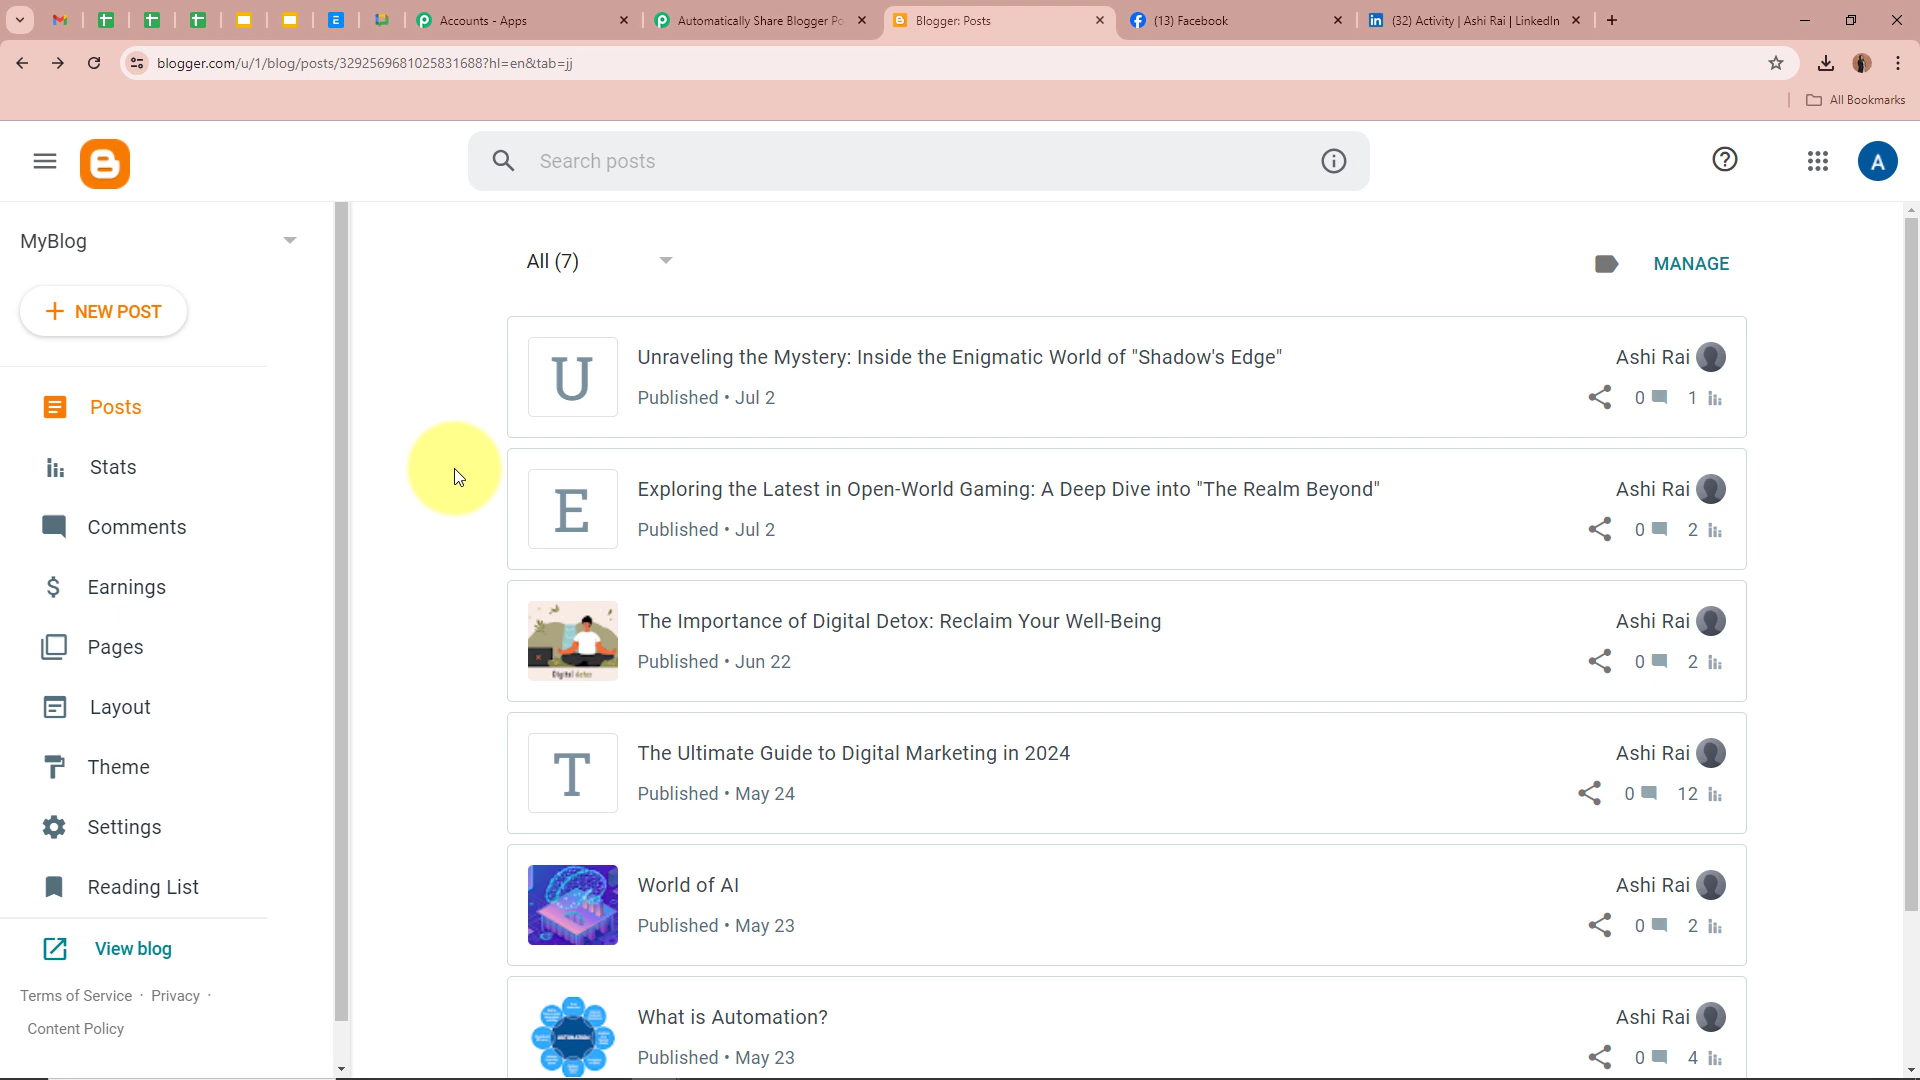 Accounts - Apps
Automatically Share Blogger Po
Blogger: Posts
(13) Facebook
(32) Activity | Ashi Rai | LinkedIn
blogger.com/u/1/blog/posts/3292569681025831688?hl=en&tab=jj
All Bookmarks
Search posts
A
MyBlog
NEW POST
Posts
Stats
Comments
Earnings
Pages
Layout
Theme
Settings
Reading List
View blog
Terms of Service · Privacy ·
Content Policy
All (7)
MANAGE
U
Unraveling the Mystery: Inside the Enigmatic World of "Shadow's Edge"
Ashi Rai
Published • Jul 2
0 1
E
Exploring the Latest in Open-World Gaming: A Deep Dive into "The Realm Beyond"
Ashi Rai
Published • Jul 2
0 2
Digital detox
The Importance of Digital Detox: Reclaim Your Well-Being
Ashi Rai
Published • Jun 22
0 2
T
The Ultimate Guide to Digital Marketing in 2024
Ashi Rai
Published • May 24
0 12
World of AI
Ashi Rai
Published • May 23
0 2
What is Automation?
Ashi Rai
Published • May 23
0 4